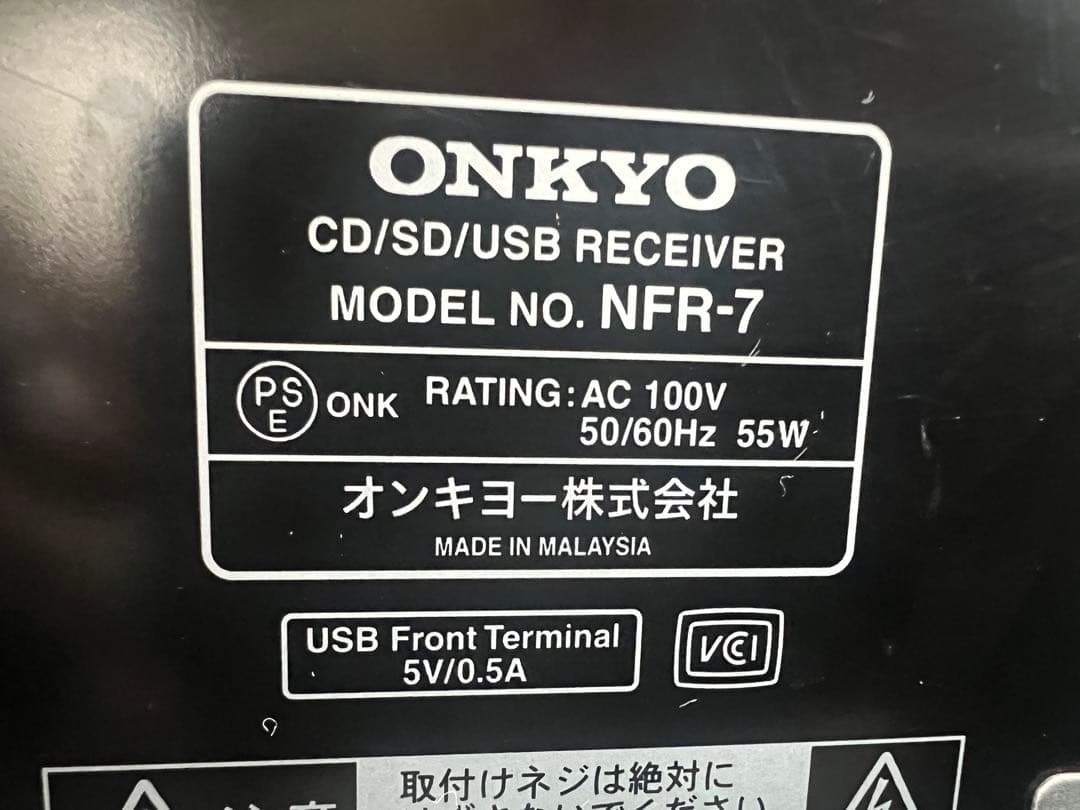 ONKYO
CD/SD/USB RECEIVER
MODEL NO. NFR-7
PS
E
ONK
RATING: AC 100V
50/60Hz 55W
オンキヨー株式会社
MADE IN MALAYSIA
USB Front Terminal
5V/0.5A
VCCI
取付けネジは絶対に